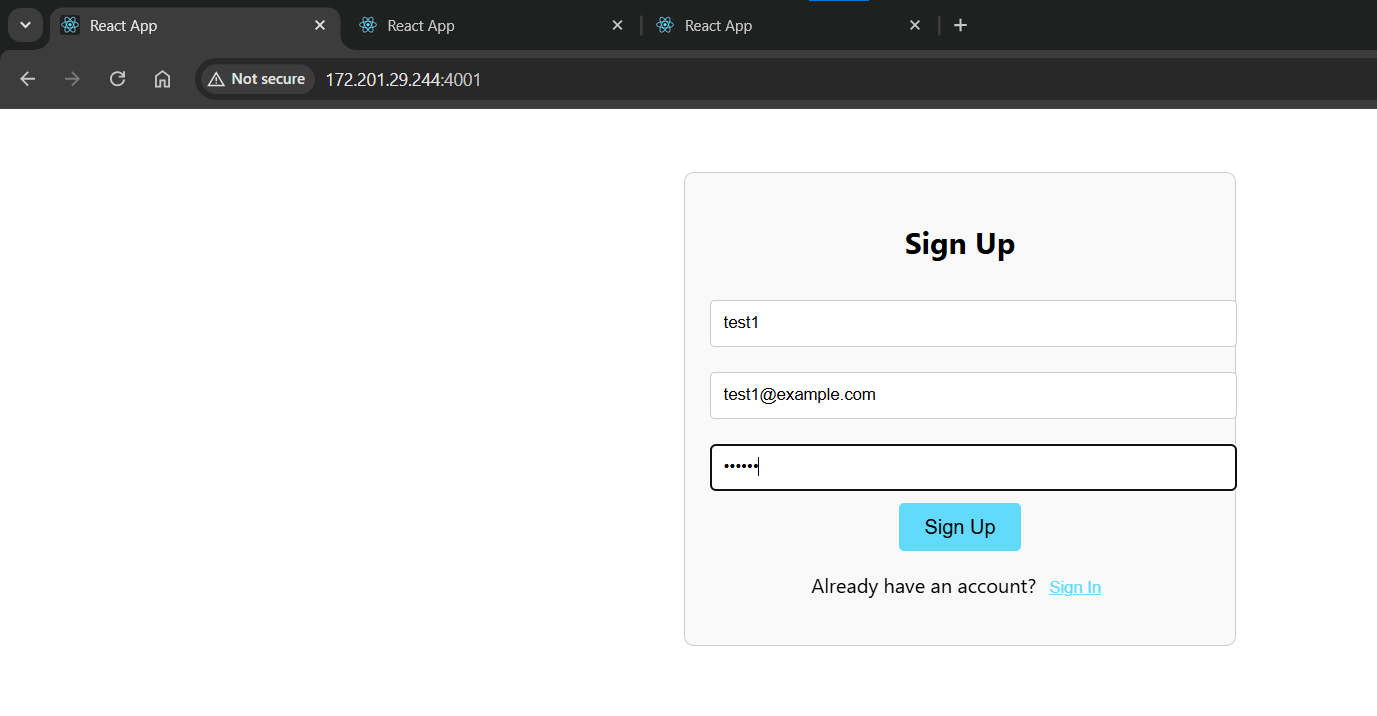 React App
React App
React App
Not secure 172.201.29.244:4001
Sign Up
test1
test1@example.com
••••••
Sign Up
Already have an account? Sign In